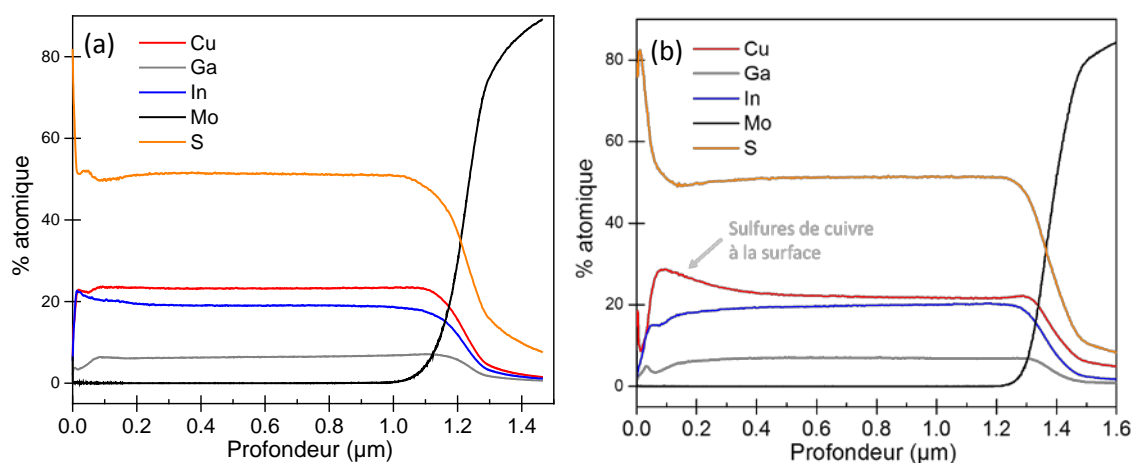 (a)
Cu
Ga
In
Mo
S
80
60
40
20
0
% atomique
0.0 0.2 0.4 0.6 0.8 1.0 1.2 1.4
Profondeur (µm)
(b)
Cu
Ga
In
Mo
S
Sulfures de cuivre
à la surface
80
60
40
20
0
% atomique
0.0 0.2 0.4 0.6 0.8 1.0 1.2 1.4 1.6
Profondeur (µm)